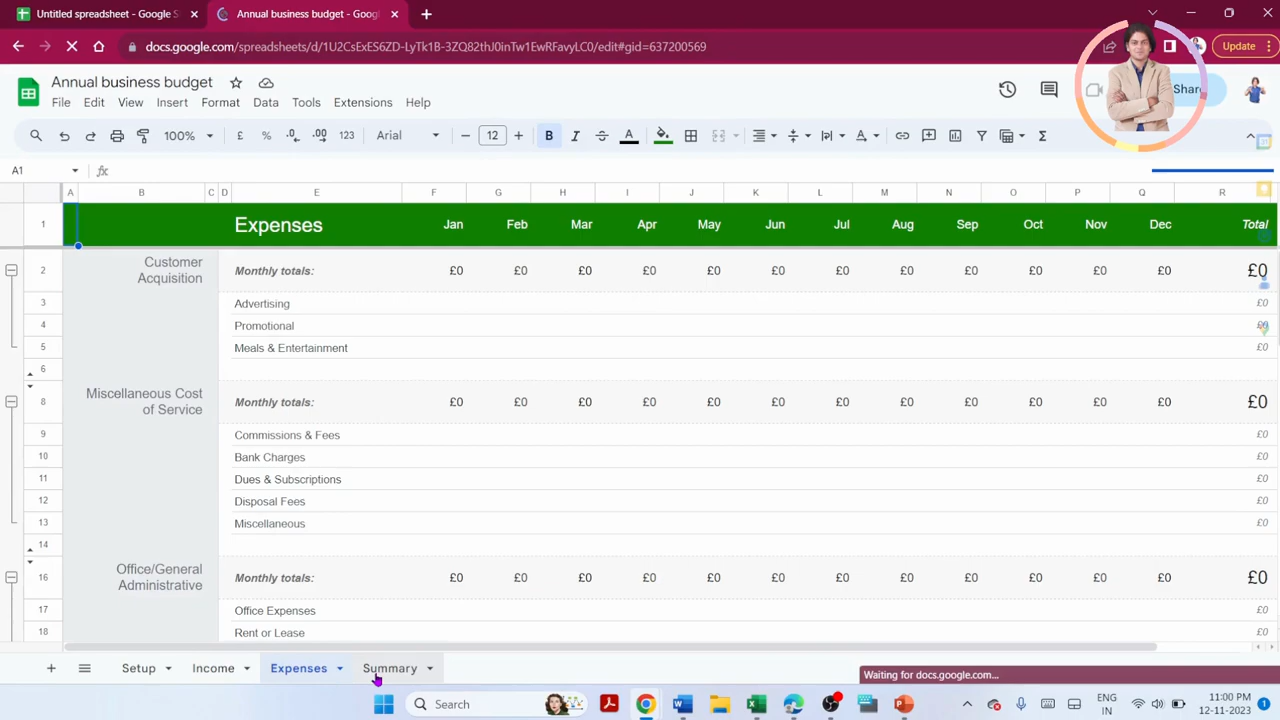 Untitled spreadsheet - Google S
Annual business budget - Goog
docs.google.com/spreadsheets/d/1U2CsExES6ZD-LyTk1B-3ZQ82thJ0inTw1EwRFavyLC0/edit#gid=637200569
Update
Annual business budget
File Edit View Insert Format Data Tools Extensions Help
Share
100% £ % .0 .00 123 Arial 12 B I S A
A1 fx
A B C D E F G H I J K L M N O P Q R
1 Expenses Jan Feb Mar Apr May Jun Jul Aug Sep Oct Nov Dec Total
2 Customer Acquisition Monthly totals: £0 £0 £0 £0 £0 £0 £0 £0 £0 £0 £0 £0 £0
3 Advertising £0
4 Promotional
5 Meals & Entertainment £0
6
8 Miscellaneous Cost of Service Monthly totals: £0 £0 £0 £0 £0 £0 £0 £0 £0 £0 £0 £0 £0
9 Commissions & Fees £0
10 Bank Charges £0
11 Dues & Subscriptions £0
12 Disposal Fees £0
13 Miscellaneous £0
14
16 Office/General Administrative Monthly totals: £0 £0 £0 £0 £0 £0 £0 £0 £0 £0 £0 £0 £0
17 Office Expenses £0
18 Rent or Lease £0
Setup Income Expenses Summary
Waiting for docs.google.com...
Search
ENG
IN
11:00 PM
12-11-2023
1